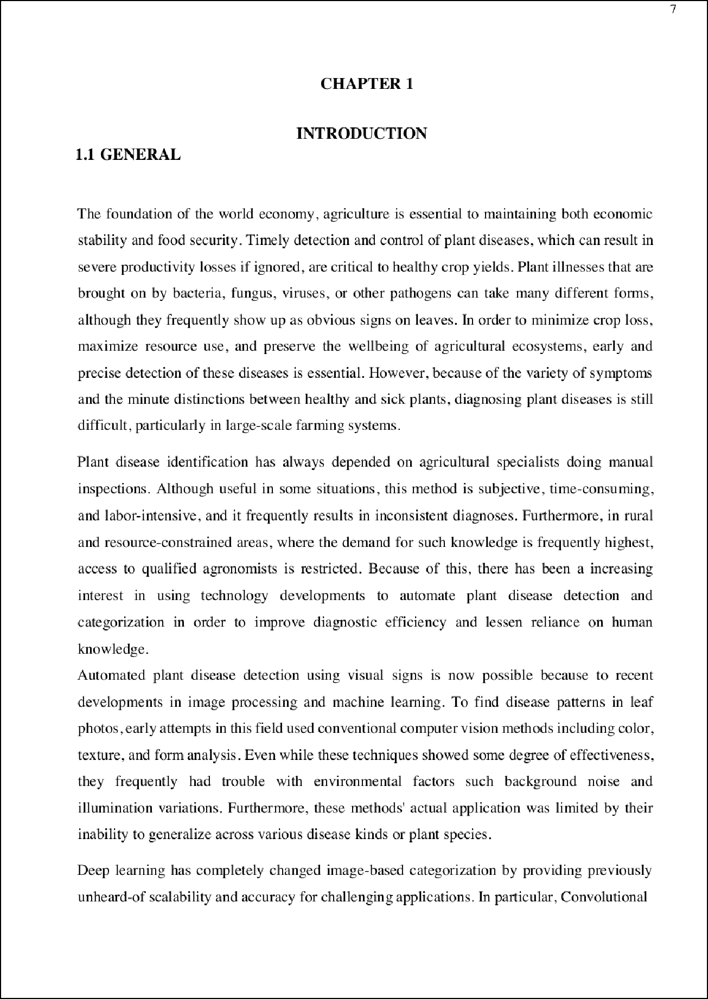 7
CHAPTER 1
INTRODUCTION
1.1 GENERAL
The foundation of the world economy, agriculture is essential to maintaining both economic
stability and food security. Timely detection and control of plant diseases, which can result in
severe productivity losses if ignored, are critical to healthy crop yields. Plant illnesses that are
brought on by bacteria, fungus, viruses, or other pathogens can take many different forms,
although they frequently show up as obvious signs on leaves. In order to minimize crop loss,
maximize resource use, and preserve the wellbeing of agricultural ecosystems, early and
precise detection of these diseases is essential. However, because of the variety of symptoms
and the minute distinctions between healthy and sick plants, diagnosing plant diseases is still
difficult, particularly in large-scale farming systems.
Plant disease identification has always depended on agricultural specialists doing manual
inspections. Although useful in some situations, this method is subjective, time-consuming,
and labor-intensive, and it frequently results in inconsistent diagnoses. Furthermore, in rural
and resource-constrained areas, where the demand for such knowledge is frequently highest,
access to qualified agronomists is restricted. Because of this, there has been a increasing
interest in using technology developments to automate plant disease detection and
categorization in order to improve diagnostic efficiency and lessen reliance on human
knowledge.
Automated plant disease detection using visual signs is now possible because to recent
developments in image processing and machine learning. To find disease patterns in leaf
photos, early attempts in this field used conventional computer vision methods including color,
texture, and form analysis. Even while these techniques showed some degree of effectiveness,
they frequently had trouble with environmental factors such background noise and
illumination variations. Furthermore, these methods' actual application was limited by their
inability to generalize across various disease kinds or plant species.
Deep learning has completely changed image-based categorization by providing previously
unheard-of scalability and accuracy for challenging applications. In particular, Convolutional